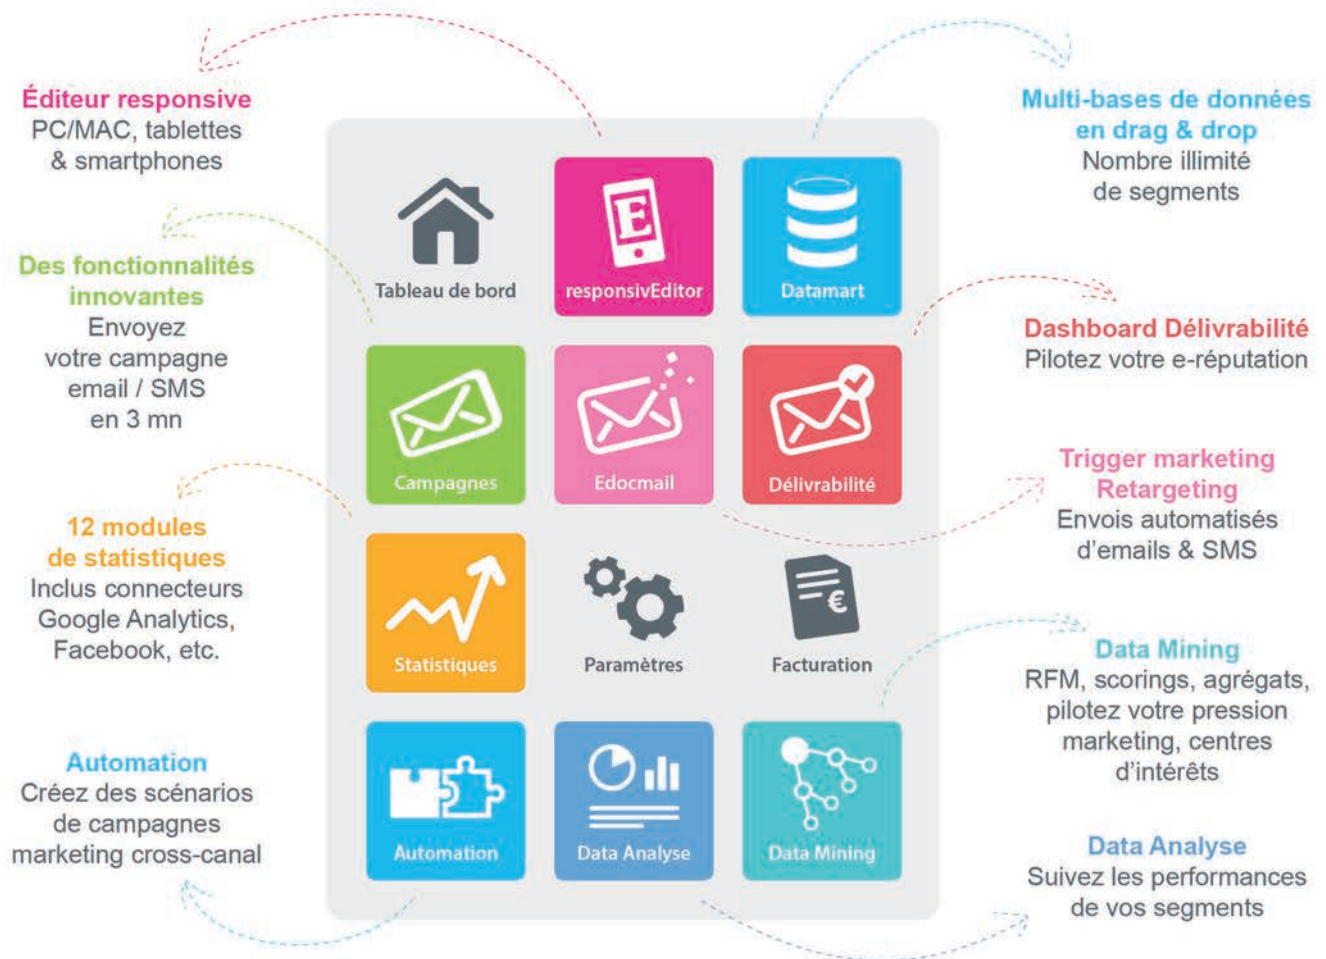 Éditeur responsive
PC/MAC, tablettes
& smartphones
Des fonctionnalités
innovantes
Envoyez
votre campagne
email / SMS
en 3 mn
12 modules
de statistiques
Inclus connecteurs
Google Analytics,
Facebook, etc.
Automation
Créez des scénarios
de campagnes
marketing cross-canal
Tableau de bord
E
responsivEditor
Datamart
Campagnes
Edocmail
Délivrabilité
Statistiques
Paramètres
€
Facturation
Automation
Data Analyse
Data Mining
Multi-bases de données
en drag & drop
Nombre illimité
de segments
Dashboard Délivrabilité
Pilotez votre e-réputation
Trigger marketing
Retargeting
Envois automatisés
d'emails & SMS
Data Mining
RFM, scorings, agrégats,
pilotez votre pression
marketing, centres
d'intérêts
Data Analyse
Suivez les performances
de vos segments